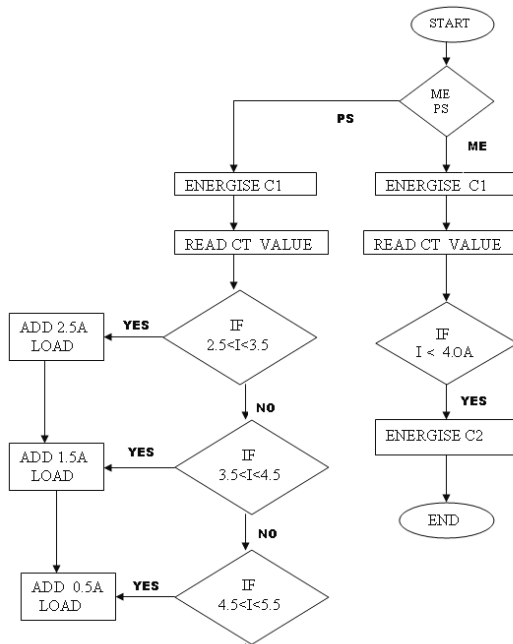 START
ME
PS
PS
ME
ENERGISE C1
ENERGISE C1
READ CT VALUE
READ CT VALUE
ADD 2.5A
LOAD
YES
IF
2.5<I<3.5
IF
I < 4.0A
NO
YES
ADD 1.5A
LOAD
YES
IF
3.5<I<4.5
ENERGISE C2
NO
END
ADD 0.5A
LOAD
YES
IF
4.5<I<5.5